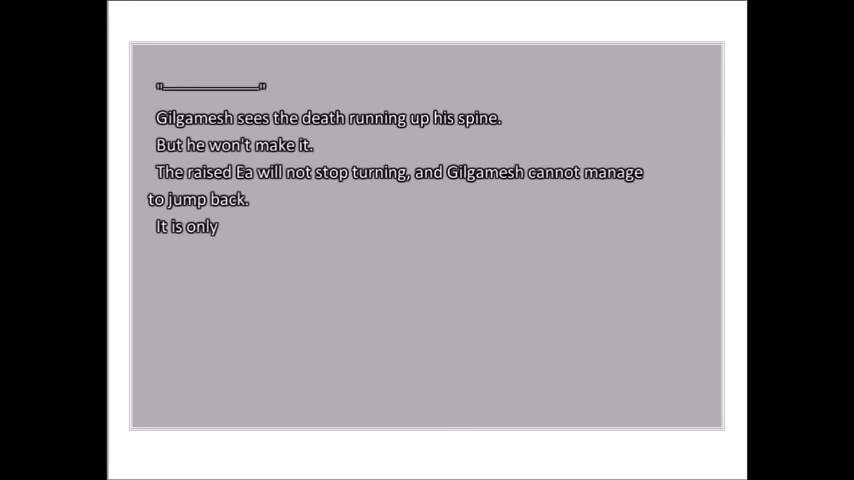 "——————"
Gilgamesh sees the death running up his spine.
But he won't make it.
The raised Ea will not stop turning, and Gilgamesh cannot manage
to jump back.
It is only